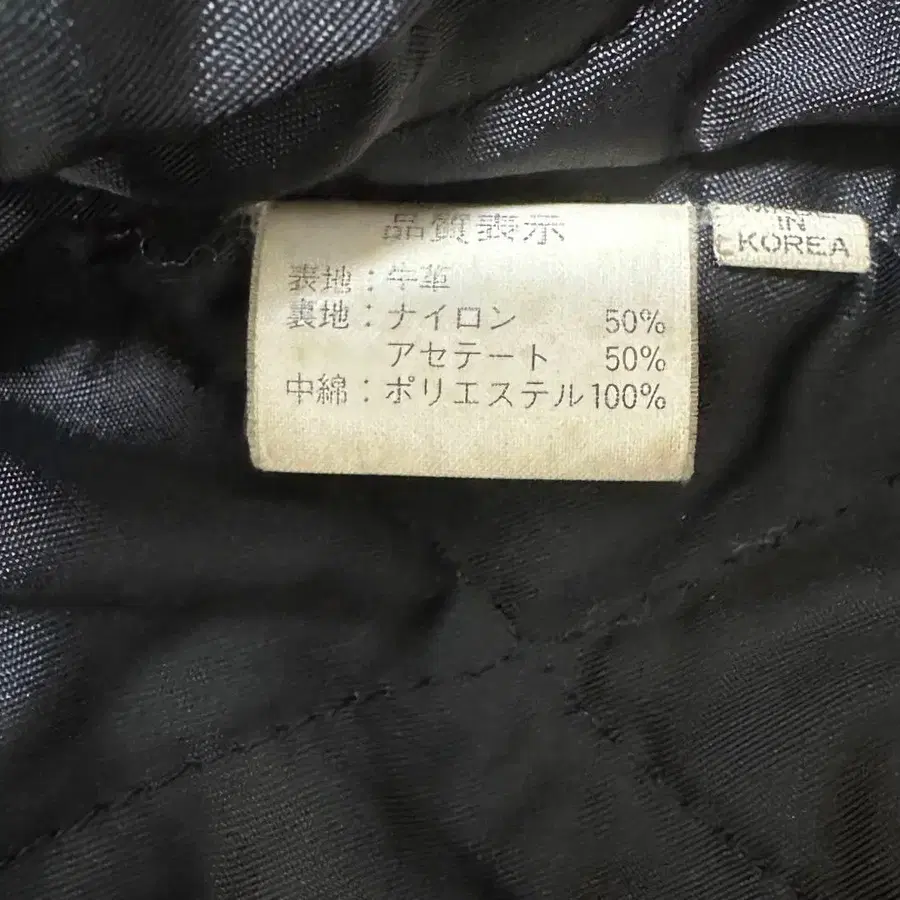 品質表示
表地：牛革
裏地：ナイロン 50%
アセテート 50%
中綿：ポリエステル100%
IN
KOREA